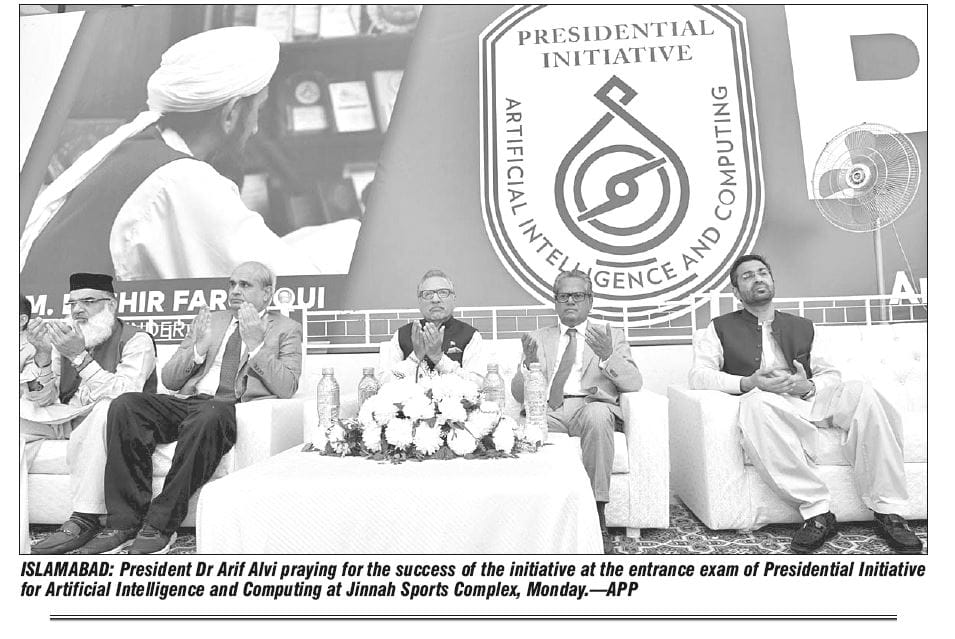 PRESIDENTIAL
INITIATIVE
ARTIFICIAL INTELLIGENCE AND COMPUTING
M.
ISLAMABAD: President Dr Arif Alvi praying for the success of the initiative at the entrance exam of Presidential Initiative
for Artificial Intelligence and Computing at Jinnah Sports Complex, Monday.—APP